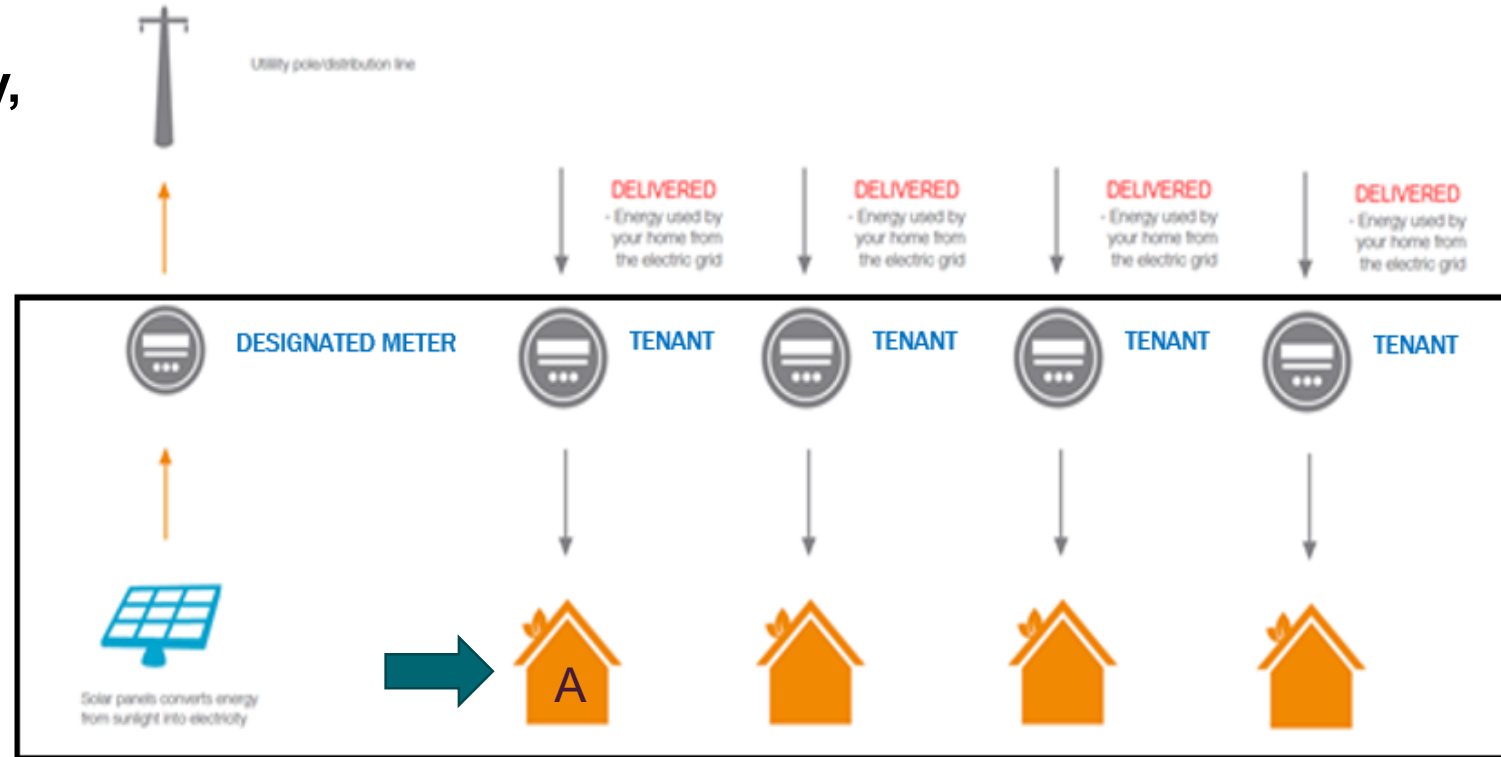 y,
Utility pole/distribution line
DELIVERED
- Energy used by
your home from
the electric grid
DELIVERED
- Energy used by
your home from
the electric grid
DELIVERED
- Energy used by
your home from
the electric grid
DELIVERED
- Energy used by
your home from
the electric grid
DESIGNATED METER
TENANT
TENANT
TENANT
TENANT
Solar panels converts energy
from sunlight into electricity
A